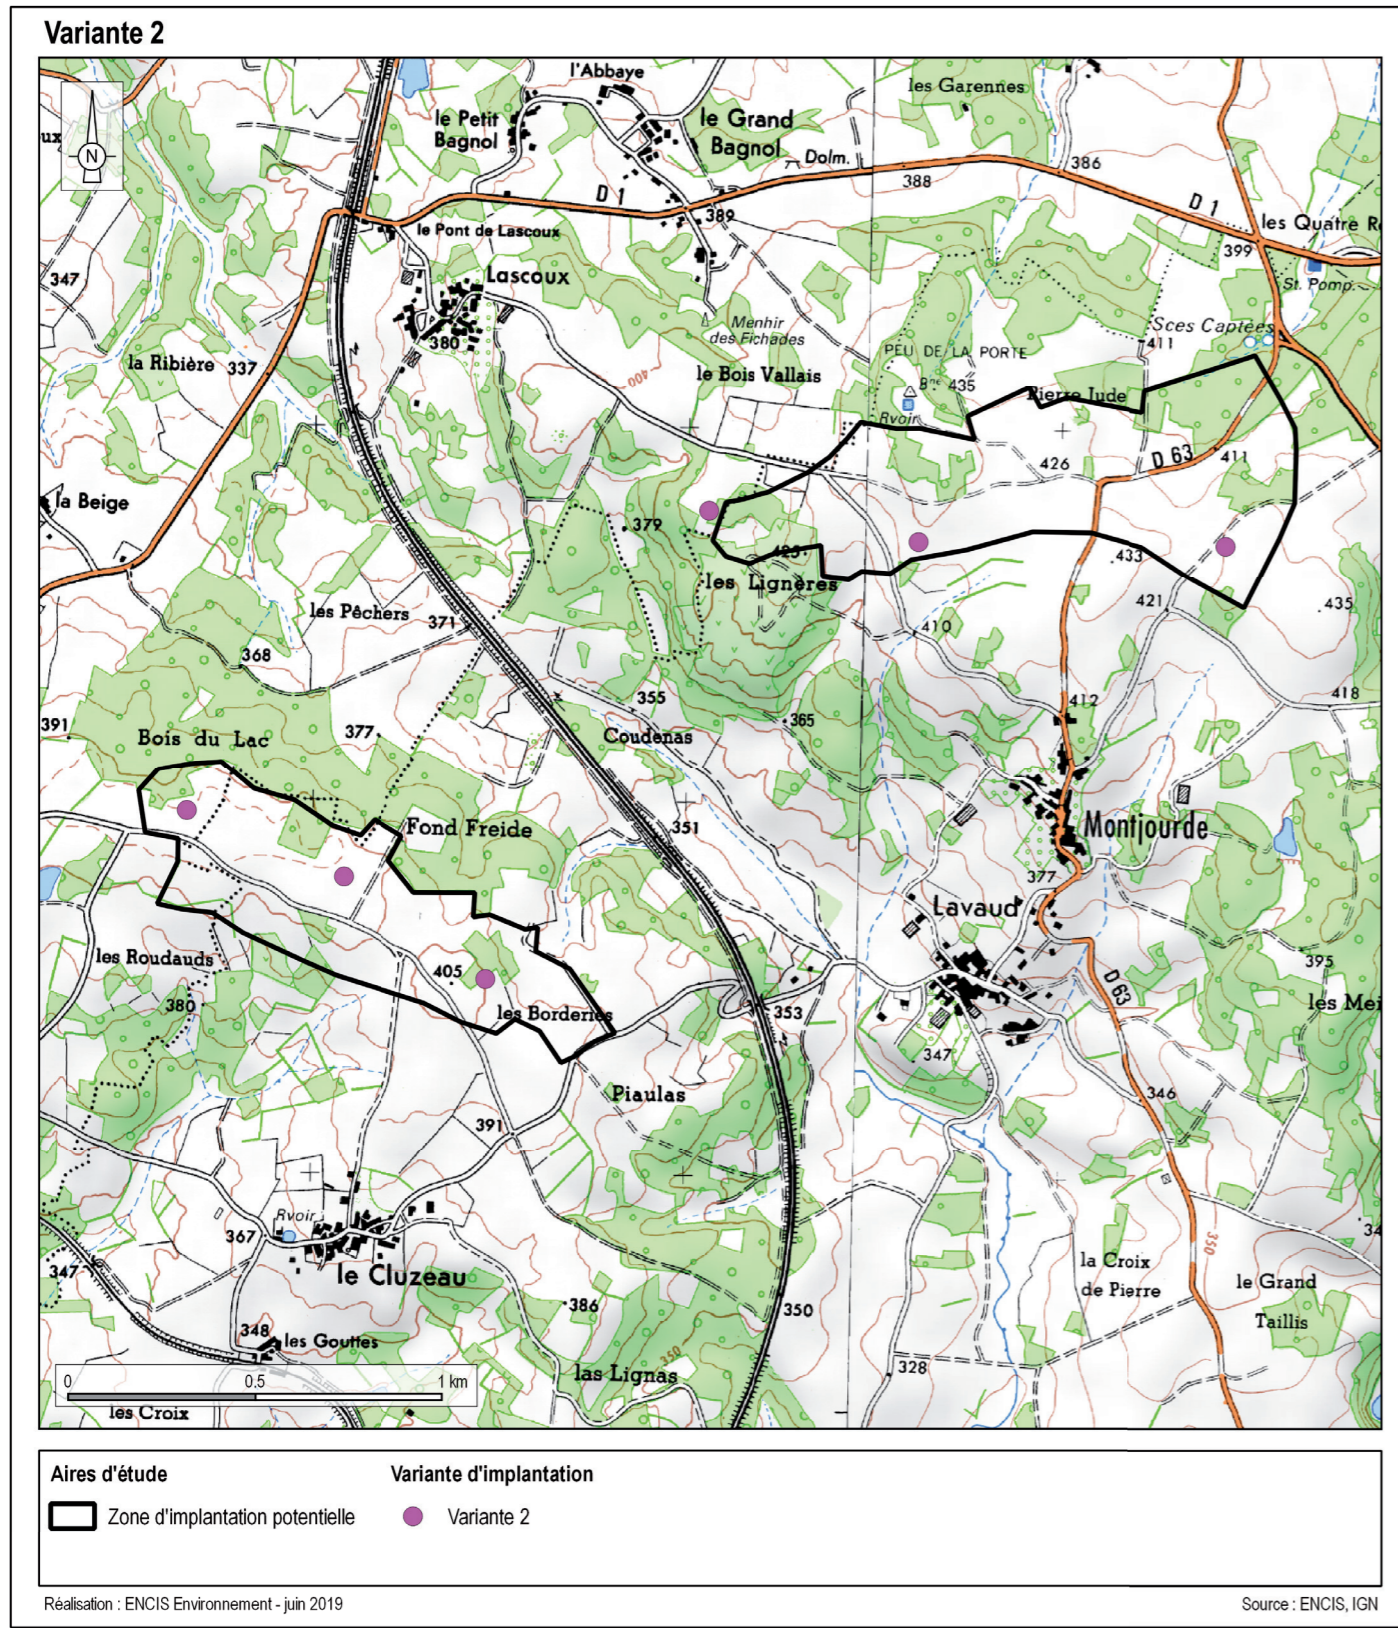 Variante 2
N
l'Abbaye
le Petit
Bagnol
le Grand
Bagnol
Dolm.
les Garennes
386
388
D 1
D 1
389
les Quatre R
399
St. Pomp.
le Pont de Lascoux
347
Lascoux
380
Menhir
des Fichades
Sces Captées
411
PEU DE LA PORTE
la Ribière
337
400
le Bois Vallais
435
Pierre Jude
Rvoir
426
D 63
411
la Beige
379
425
les Lignères
433
421
435
les Pêchers
371
410
368
355
365
412
418
391
377
Bois du Lac
Coudenas
351
Fond Freide
Montjourde
377
Lavaud
les Roudauds
405
395
380
les Borderies
353
D 63
les Mei
347
Piaulas
346
391
Rvoir
367
350
34
347
le Cluzeau
la Croix
de Pierre
le Grand
Taillis
386
350
348
les Gouttes
350
las Lignas
328
0
0.5
1 km
les Croix
Aires d'étude
Variante d'implantation
Zone d'implantation potentielle
Variante 2
Réalisation : ENCIS Environnement - juin 2019
Source : ENCIS, IGN